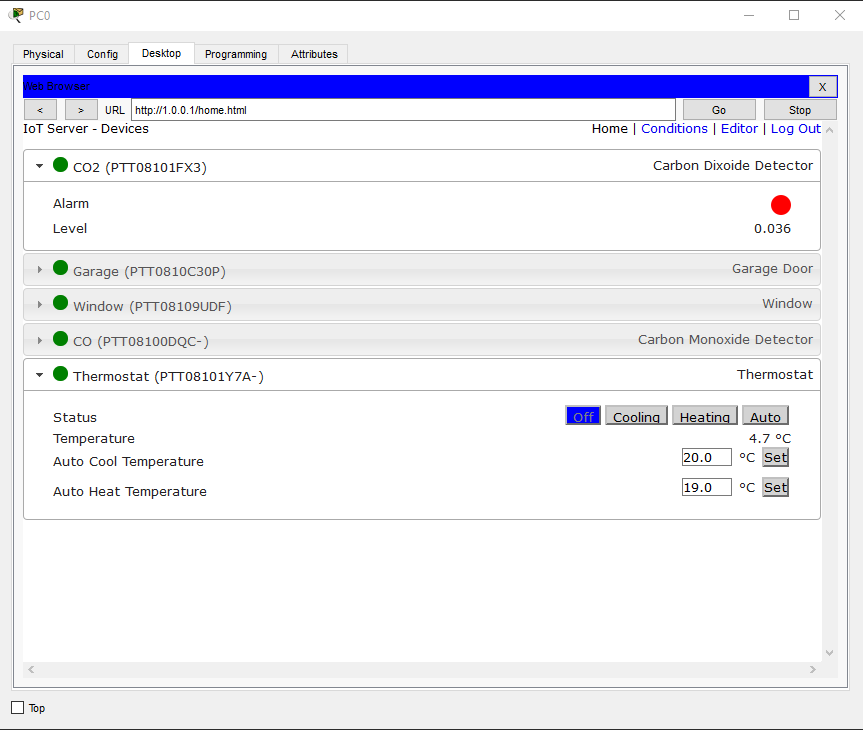 PC0
Physical Config Desktop Programming Attributes
Web Browser X
< > URL http://1.0.0.1/home.html Go Stop
IoT Server - Devices Home | Conditions | Editor | Log Out
CO2 (PTT08101FX3) Carbon Dixoide Detector
Alarm
Level 0.036
Garage (PTT0810C30P) Garage Door
Window (PTT08109UDF) Window
CO (PTT08100DQC-) Carbon Monoxide Detector
Thermostat (PTT08101Y7A-) Thermostat
Status Off Cooling Heating Auto
Temperature 4.7 °C
Auto Cool Temperature 20.0 °C Set
Auto Heat Temperature 19.0 °C Set
Top